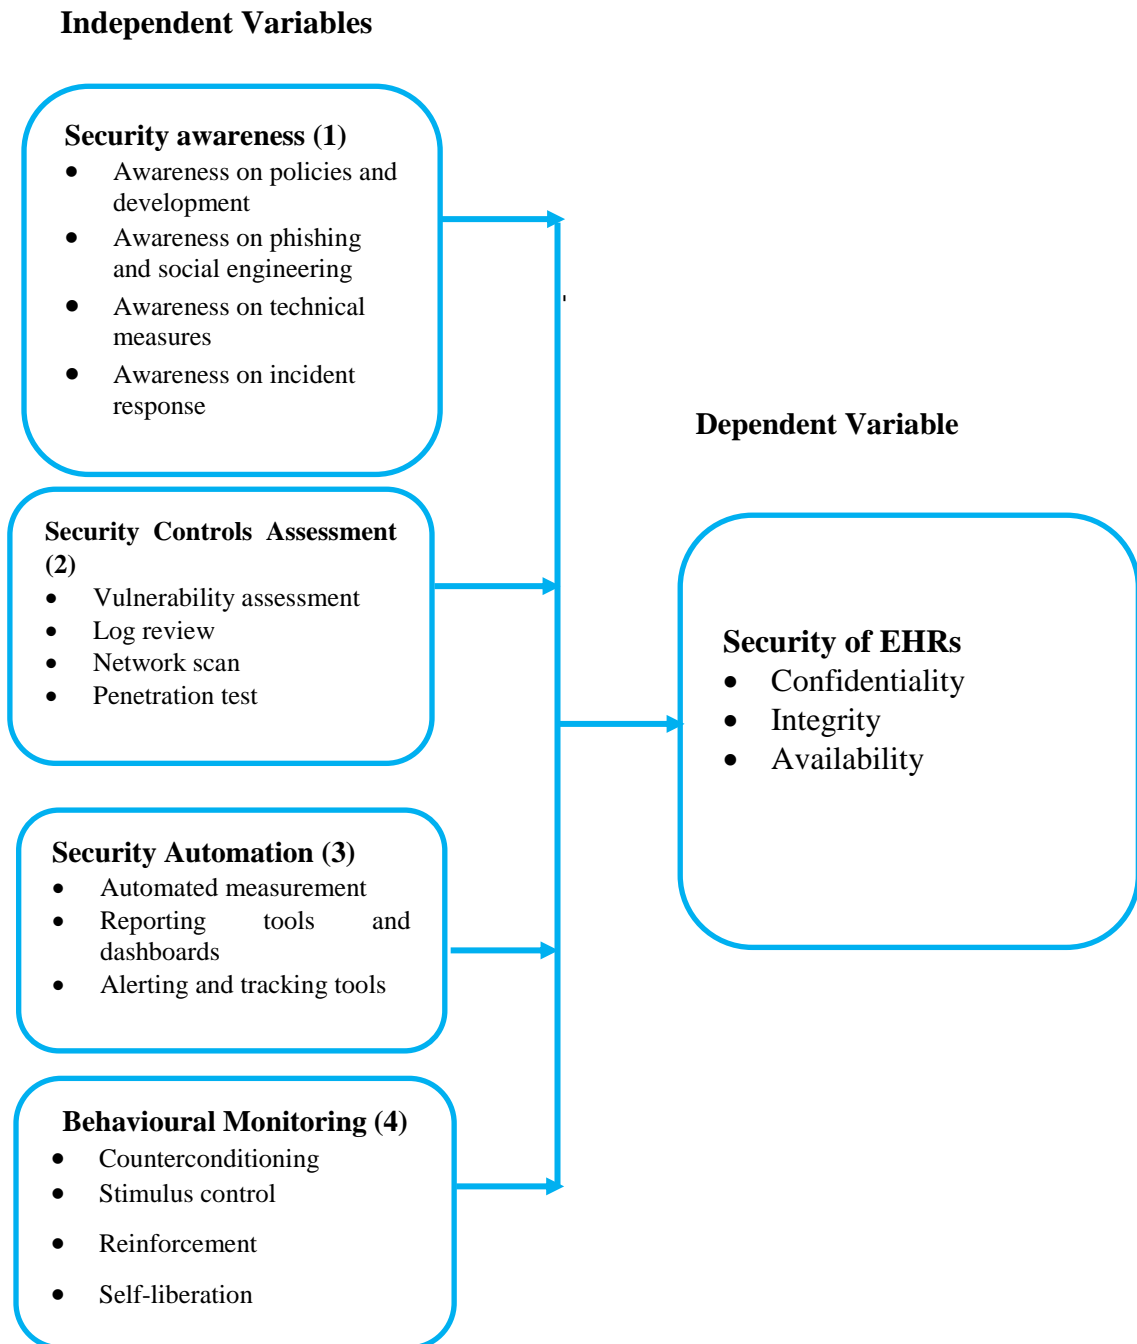 Independent Variables
Security awareness (1)
• Awareness on policies and
development
• Awareness on phishing
and social engineering
• Awareness on technical
measures
• Awareness on incident
response
Security Controls Assessment
(2)
• Vulnerability assessment
• Log review
• Network scan
• Penetration test
Security Automation (3)
• Automated measurement
• Reporting tools and
dashboards
• Alerting and tracking tools
Behavioural Monitoring (4)
• Counterconditioning
• Stimulus control
• Reinforcement
• Self-liberation
'
Dependent Variable
Security of EHRs
• Confidentiality
• Integrity
• Availability